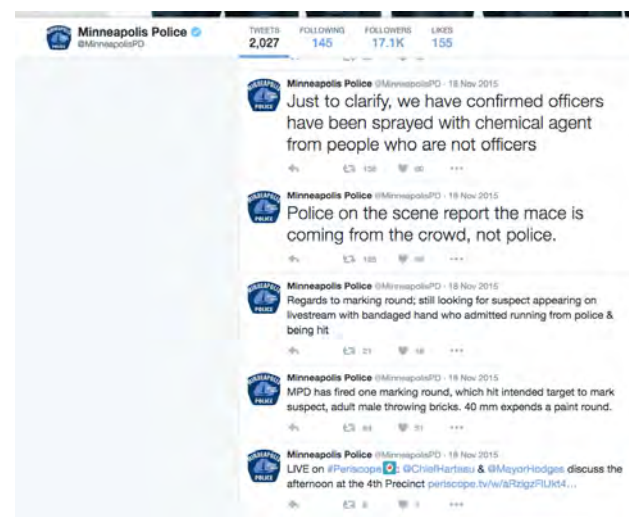 Minneapolis Police
@MinneapolisPD
TWEETS FOLLOWING FOLLOWERS LIKES
2,027 145 17.1K 155
Minneapolis Police @MinneapolisPD · 18 Nov 2015
Just to clarify, we have confirmed officers
have been sprayed with chemical agent
from people who are not officers
Minneapolis Police @MinneapolisPD · 18 Nov 2015
Police on the scene report the mace is
coming from the crowd, not police.
Minneapolis Police @MinneapolisPD · 18 Nov 2015
Regards to marking round; still looking for suspect appearing on
livestream with bandaged hand who admitted running from police &
being hit
21
Minneapolis Police @MinneapolisPD · 18 Nov 2015
MPD has fired one marking round, which hit intended target to mark
suspect, adult male throwing bricks. 40 mm expends a paint round.
Minneapolis Police @MinneapolisPD · 18 Nov 2015
LIVE on #Periscope : @ChiefHarteau & @MayorHodges discuss the
afternoon at the 4th Precinct